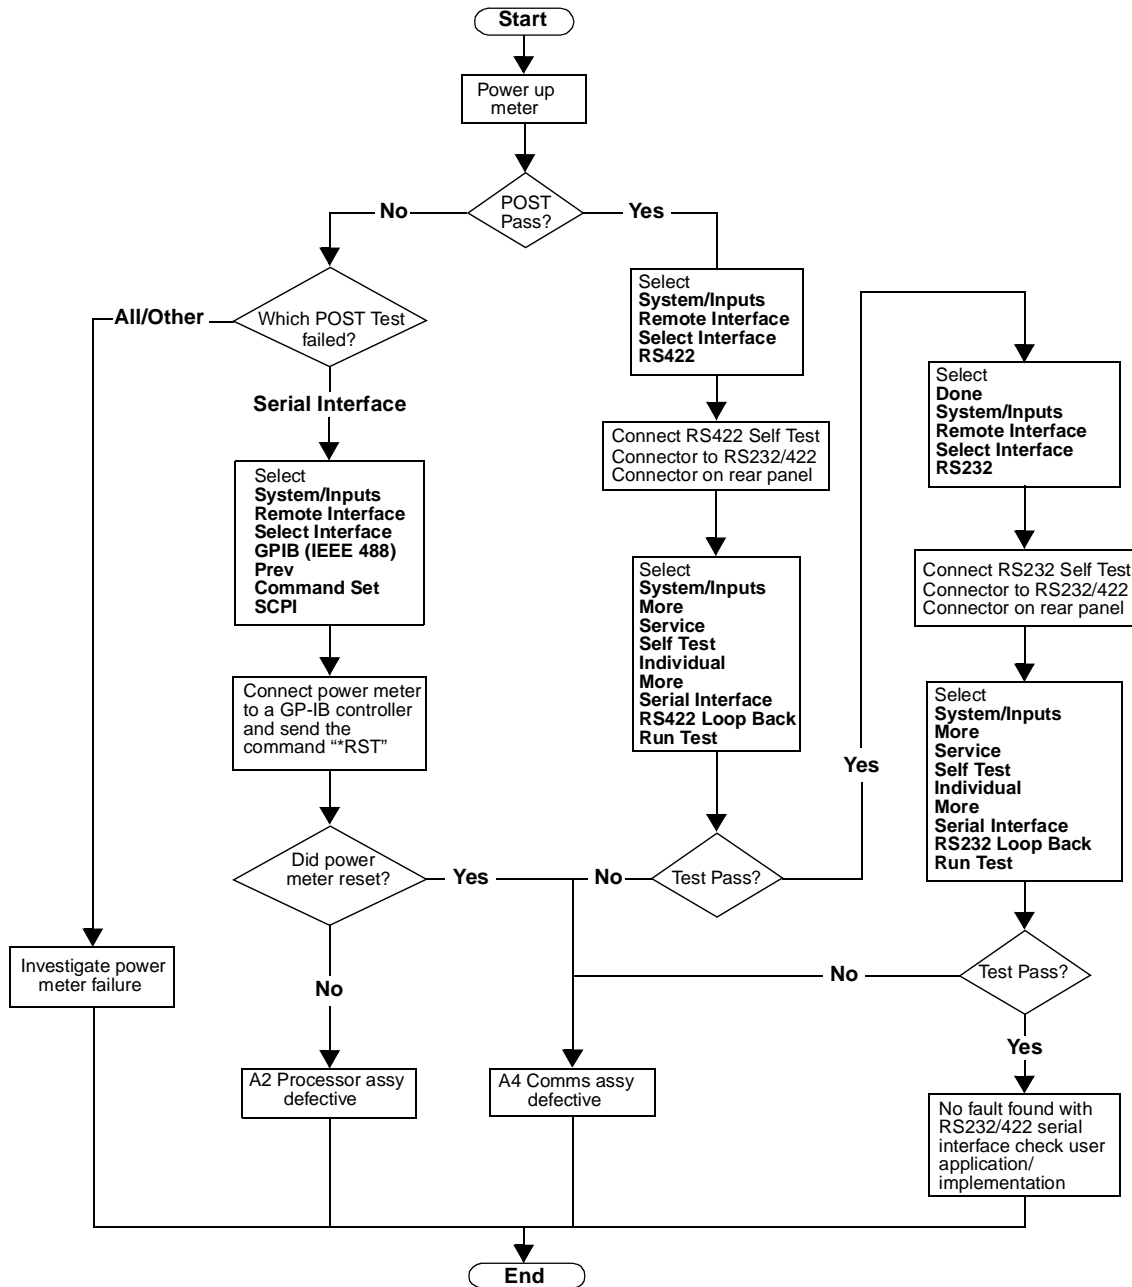 Start
Power up
meter
POST
Pass?
No
Yes
Which POST Test
failed?
All/Other
Serial Interface
Select
System/Inputs
Remote Interface
Select Interface
GPIB (IEEE 488)
Prev
Command Set
SCPI
Connect power meter
to a GP-IB controller
and send the
command “*RST”
Did power
meter reset?
Yes
No
Investigate power
meter failure
A2 Processor assy
defective
A4 Comms assy
defective
Select
System/Inputs
Remote Interface
Select Interface
RS422
Connect RS422 Self Test
Connector to RS232/422
Connector on rear panel
Select
System/Inputs
More
Service
Self Test
Individual
More
Serial Interface
RS422 Loop Back
Run Test
Test Pass?
No
Yes
Select
Done
System/Inputs
Remote Interface
Select Interface
RS232
Connect RS232 Self Test
Connector to RS232/422
Connector on rear panel
Select
System/Inputs
More
Service
Self Test
Individual
More
Serial Interface
RS232 Loop Back
Run Test
Test Pass?
No
Yes
No fault found with
RS232/422 serial
interface check user
application/
implementation
End